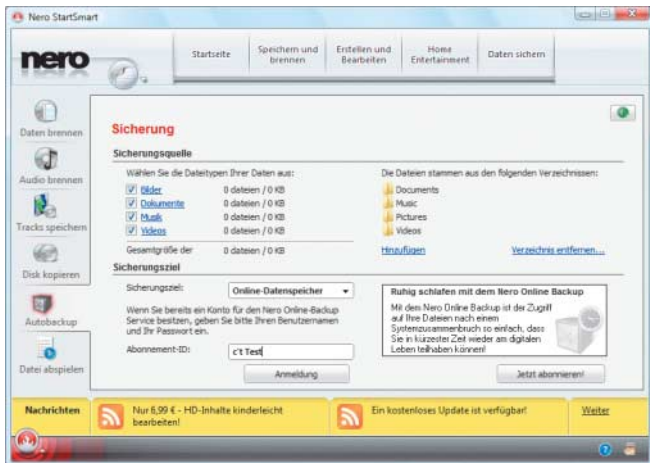 Nero StartSmart
nero
Startseite
Speichern und
brennen
Erstellen und
Bearbeiten
Home
Entertainment
Daten sichern
Daten brennen
Audio brennen
Tracks speichern
Disk kopieren
Autobackup
Datei abspielen
Sicherung
Sicherungsquelle
Wählen Sie die Dateitypen Ihrer Daten aus:
Bilder 0 dateien / 0 KB
Dokumente 0 dateien / 0 KB
Musik 0 dateien / 0 KB
Videos 0 dateien / 0 KB
Gesamtgröße der 0 dateien / 0 KB
Die Dateien stammen aus den folgenden Verzeichnissen:
Documents
Music
Pictures
Videos
Hinzufügen Verzeichnis entfernen...
Sicherungsziel
Sicherungsziel: Online-Datenspeicher
Wenn Sie bereits ein Konto für den Nero Online-Backup
Service besitzen, geben Sie bitte Ihren Benutzernamen
und Ihr Passwort ein.
Abonnement-ID: c't Test
Anmeldung
Ruhig schlafen mit dem Nero Online Backup
Mit dem Nero Online Backup ist der Zugriff
auf Ihre Dateien nach einem
Systemzusammenbruch so einfach, dass
Sie in kürzester Zeit wieder am digitalen
Leben teilhaben können!
Jetzt abonnieren!
Nachrichten
Nur 6,99 € - HD-Inhalte kinderleicht
bearbeiten!
Ein kostenloses Update ist verfügbar!
Weiter